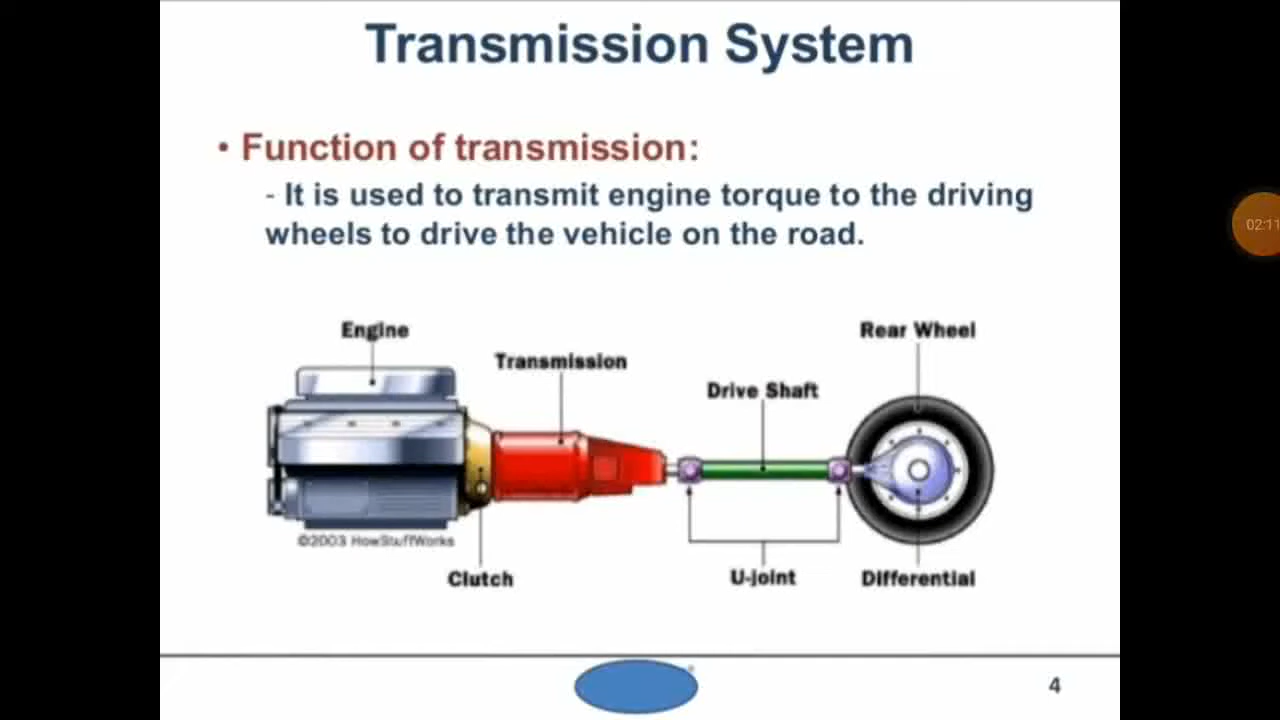 Transmission System
• Function of transmission:
- It is used to transmit engine torque to the driving
wheels to drive the vehicle on the road.
Engine
Rear Wheel
Transmission
Drive Shaft
©2003 HowStuffWorks
Clutch
U-joint
Differential
4
02:11